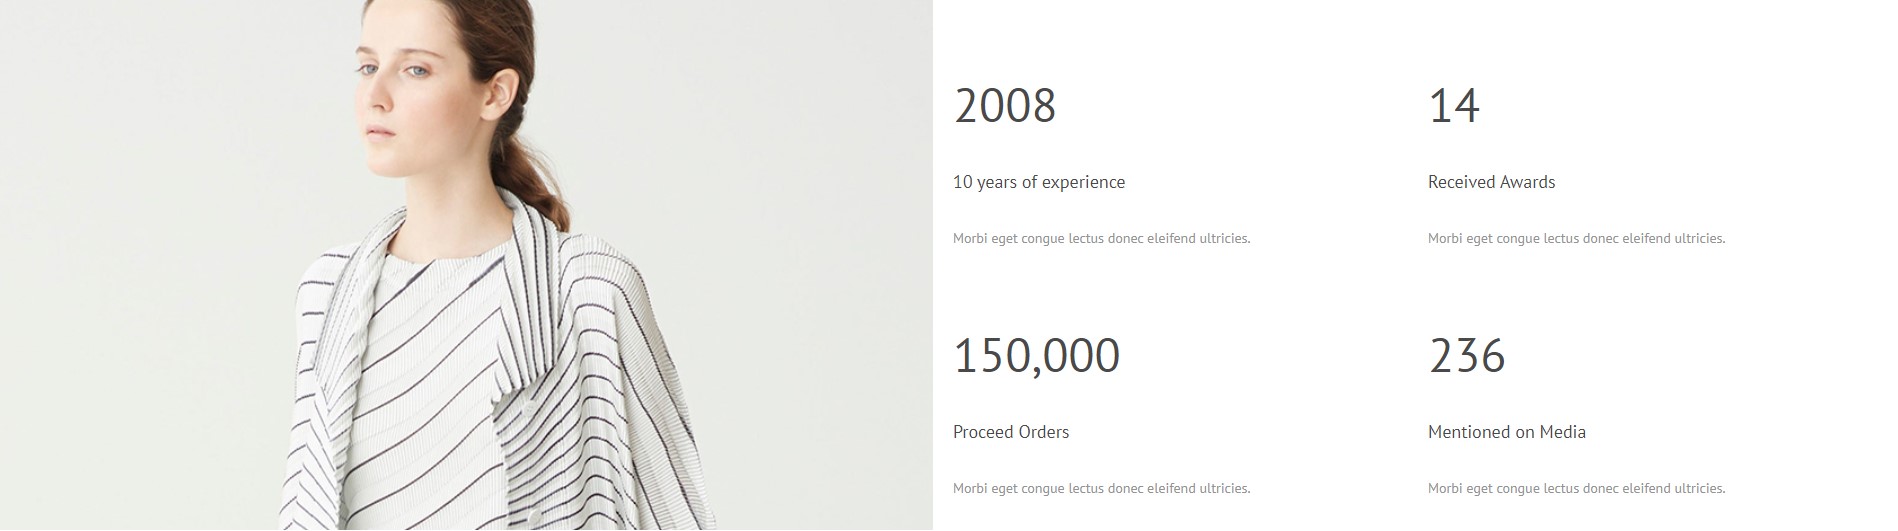 2008
10 years of experience
Morbi eget congue lectus donec eleifend ultricies.
14
Received Awards
Morbi eget congue lectus donec eleifend ultricies.
150,000
Proceed Orders
Morbi eget congue lectus donec eleifend ultricies.
236
Mentioned on Media
Morbi eget congue lectus donec eleifend ultricies.